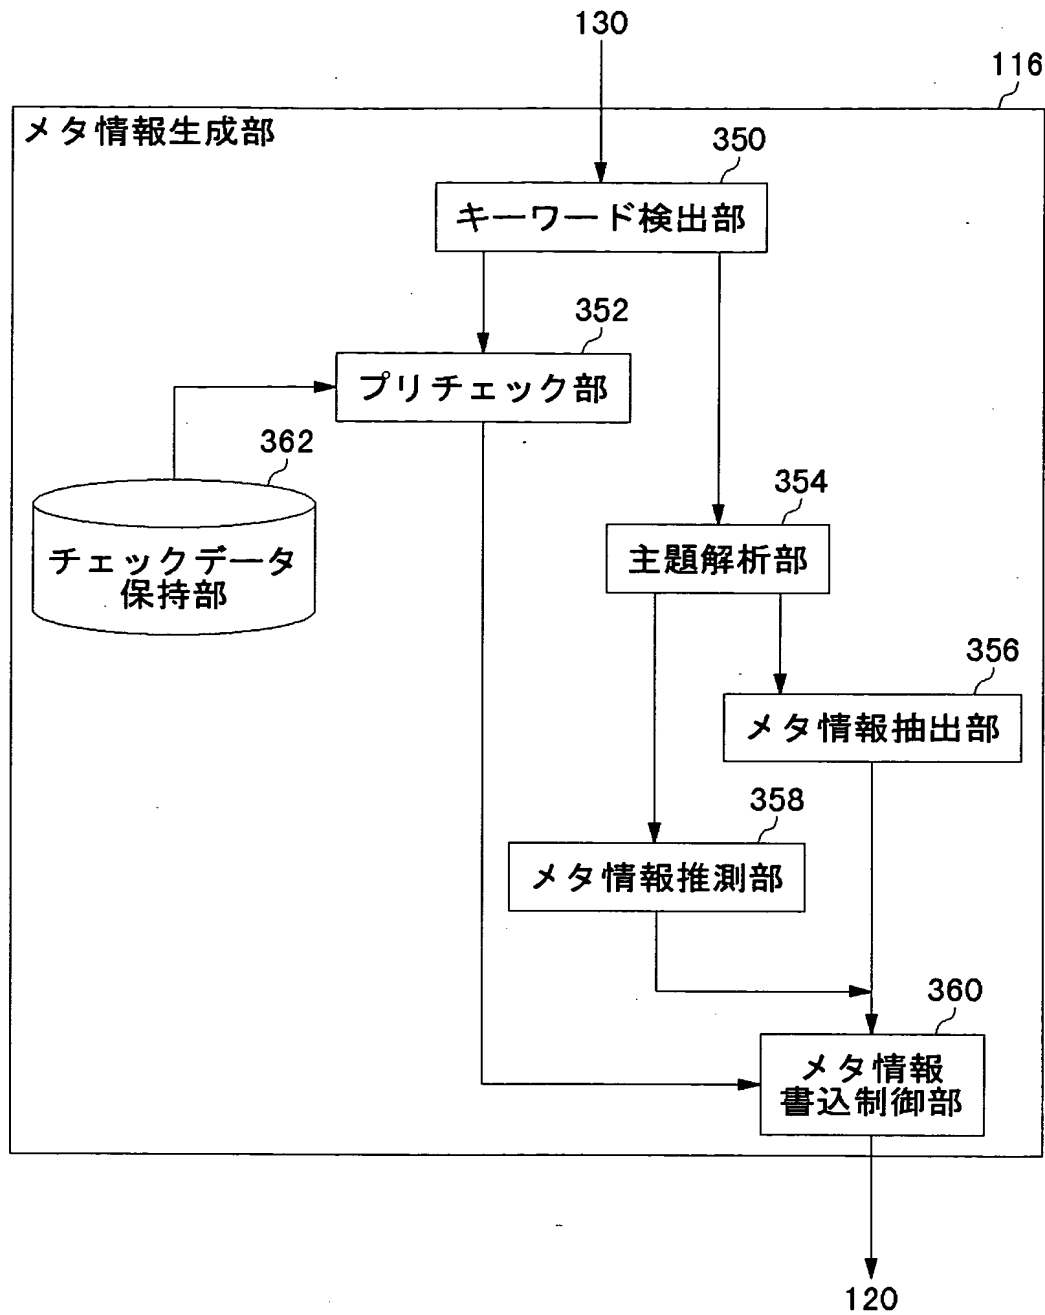 130
116
メタ情報生成部
350
キーワード検出部
352
プリチェック部
362
チェックデータ
保持部
354
主題解析部
356
メタ情報抽出部
358
メタ情報推測部
360
メタ情報
書込制御部
120